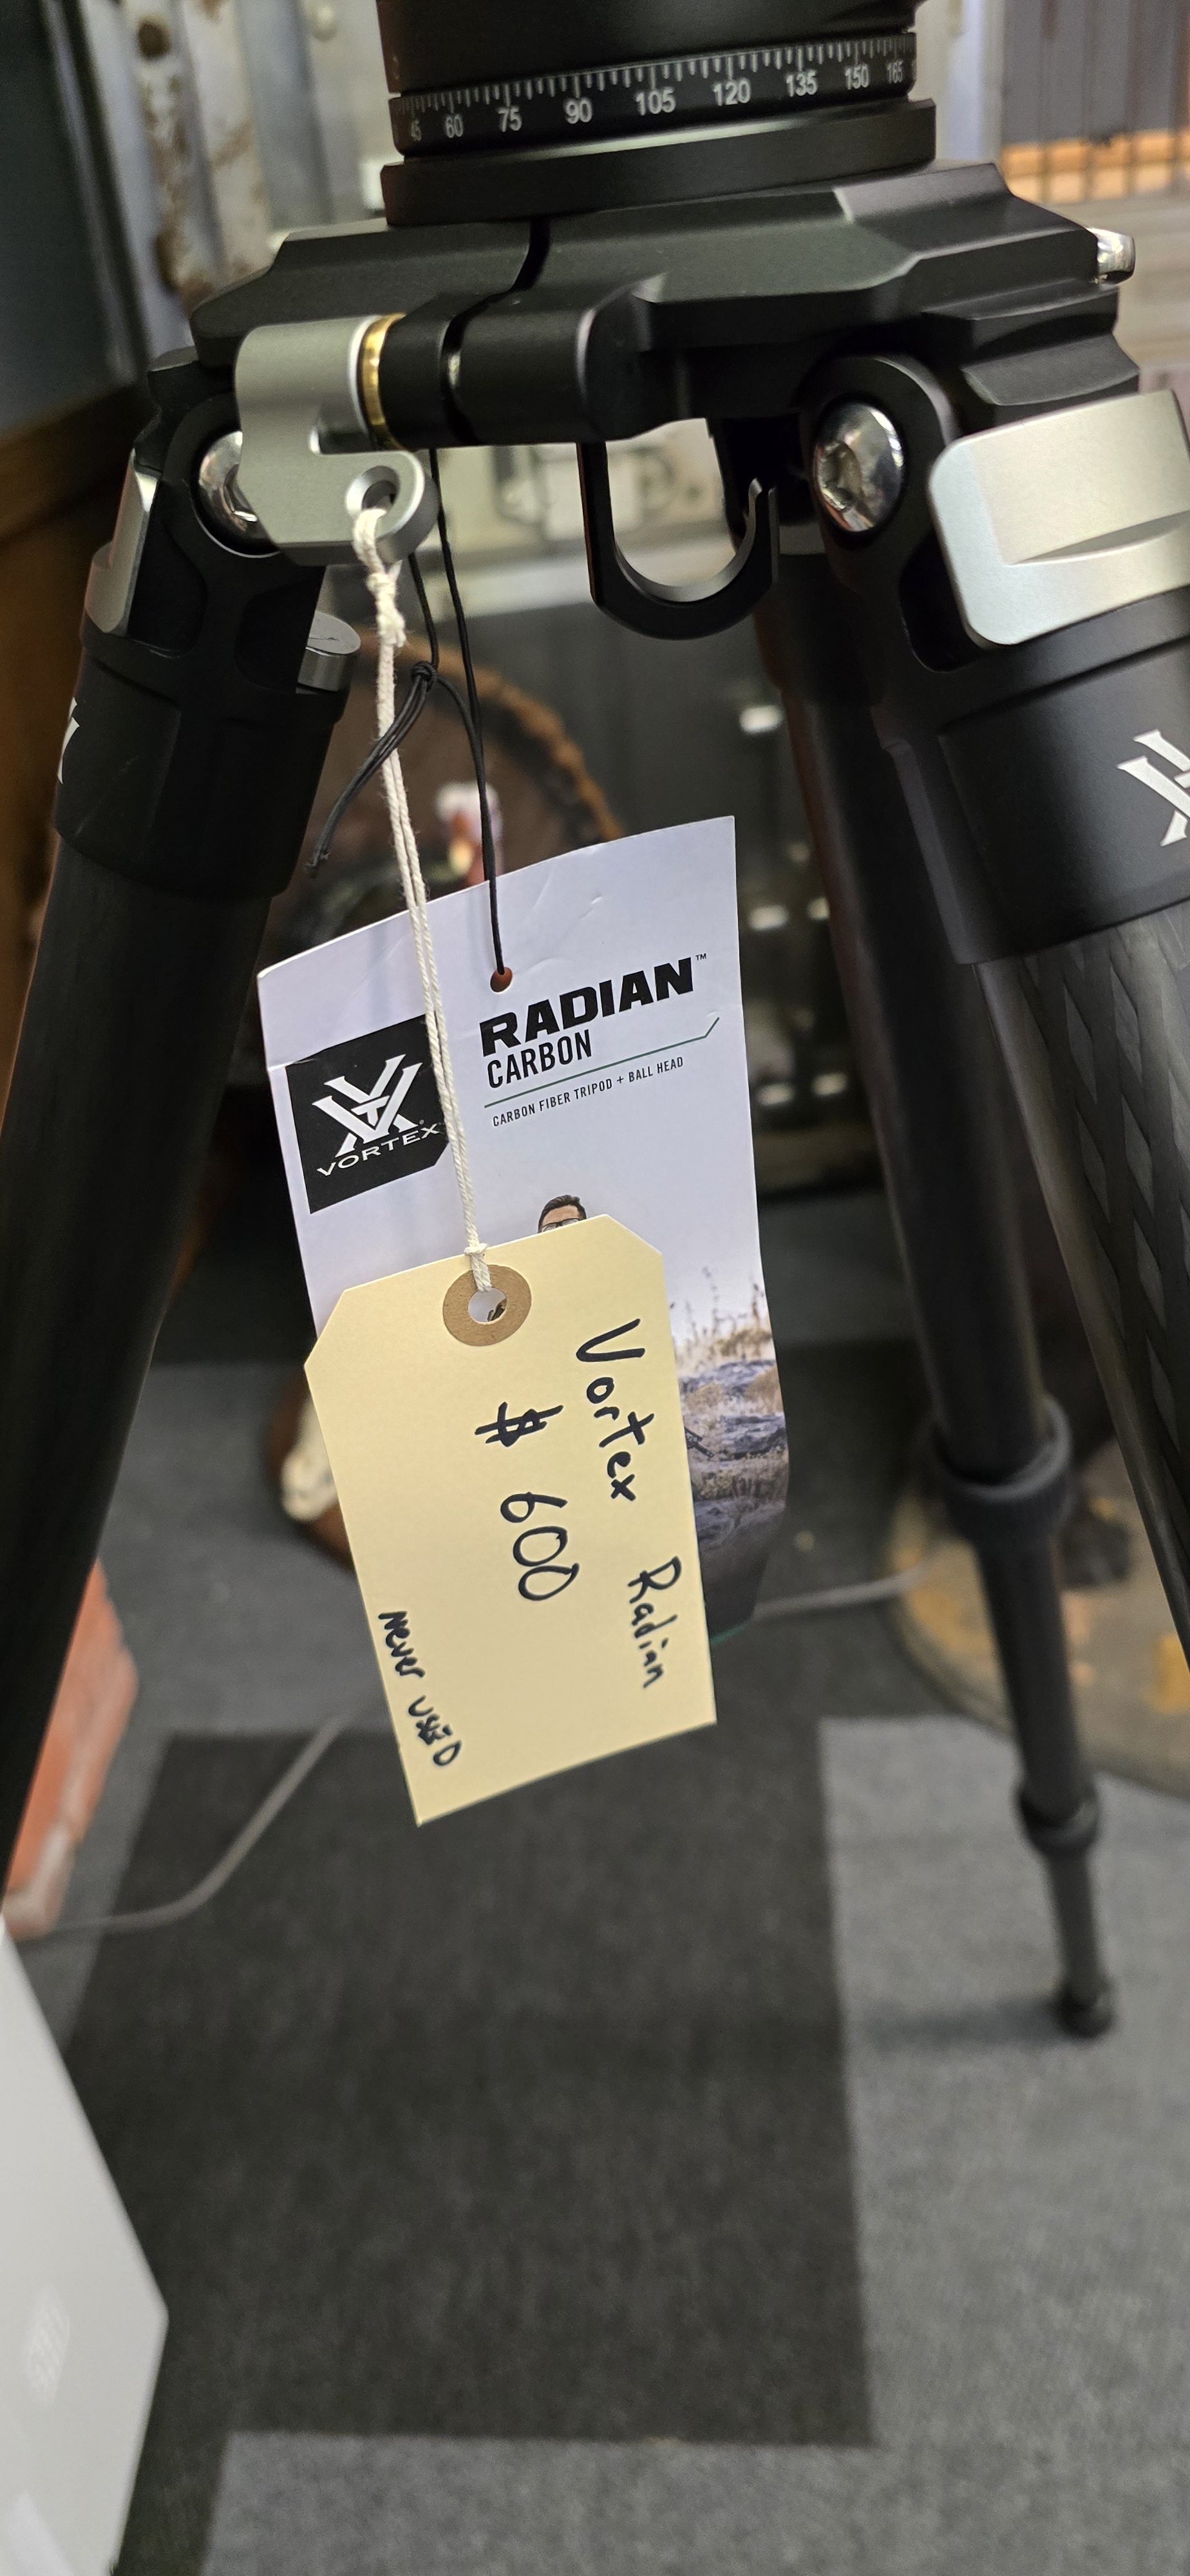 45 60 75 90 105 120 135 150 165
RADIAN™
CARBON
CARBON FIBER TRIPOD + BALL HEAD
VORTEX
Vortex Radian
$ 600
Never USED